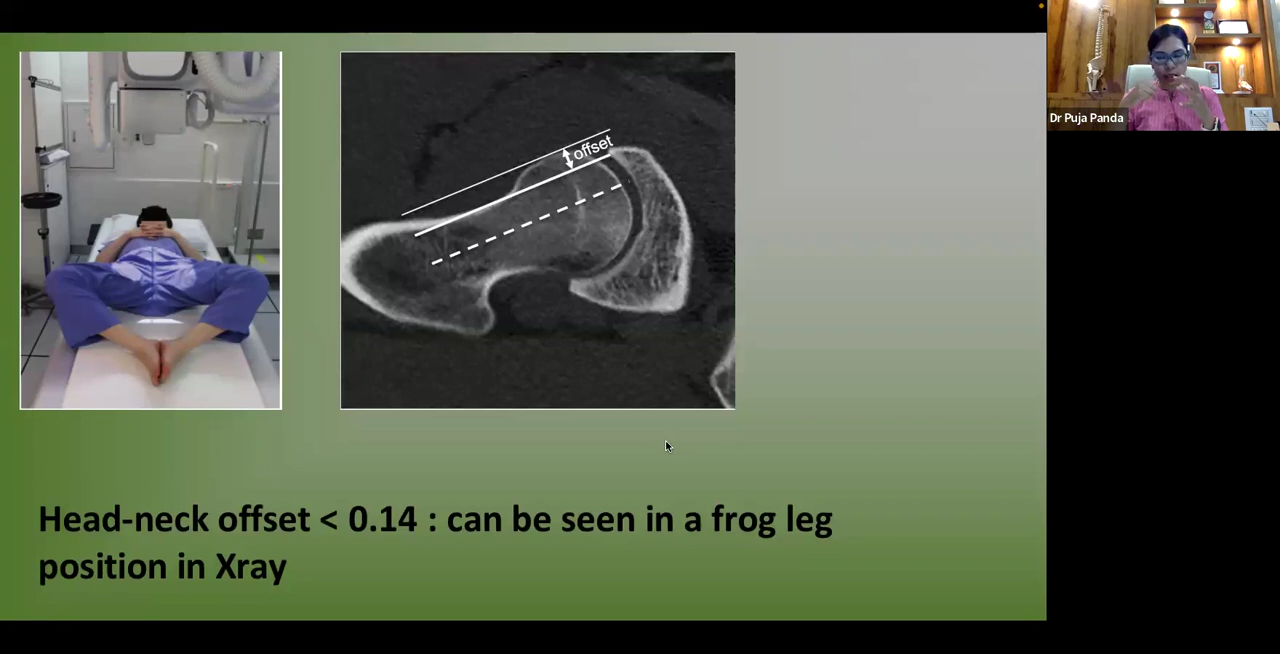 offset
Dr Puja Panda
Head-neck offset < 0.14 : can be seen in a frog leg
position in Xray